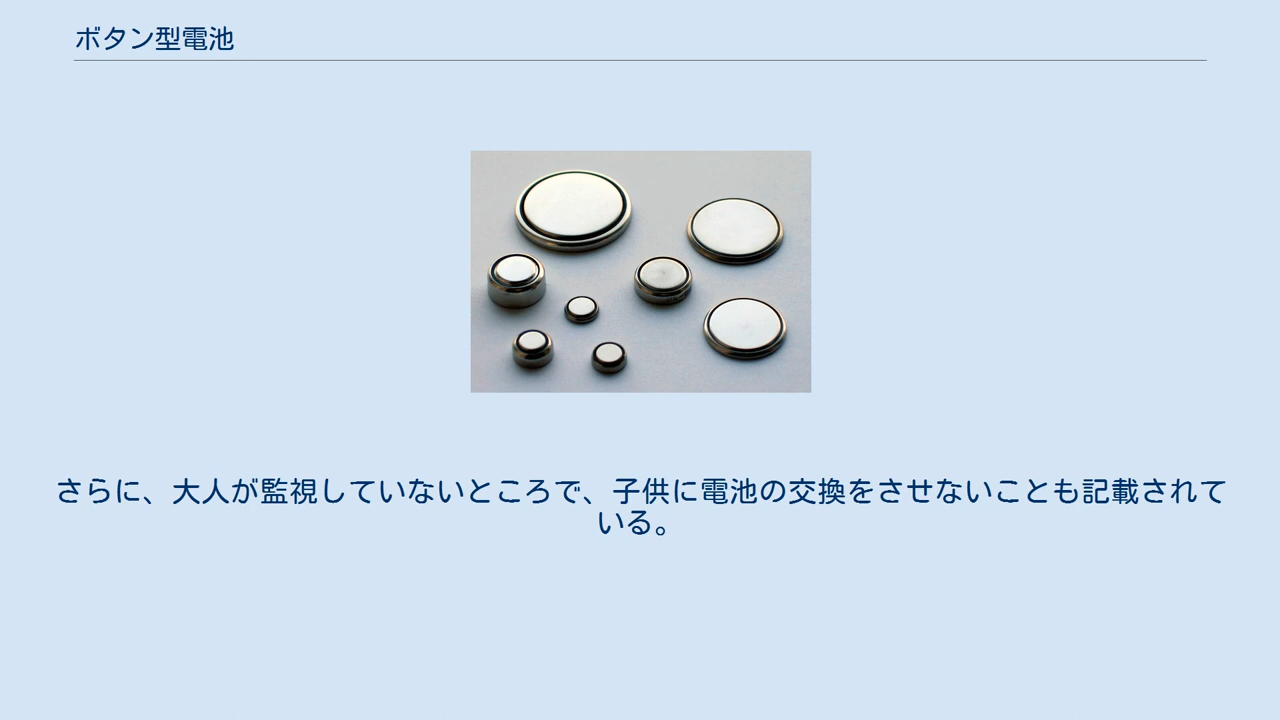 ボタン型電池
さらに、大人が監視していないところで、子供に電池の交換をさせないことも記載されて
いる。